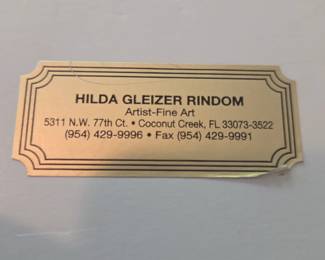 HILDA GLEIZER RINDOM
Artist-Fine Art
5311 N.W. 77th Ct. • Coconut Creek, FL 33073-3522
(954) 429-9996 • Fax (954) 429-9991